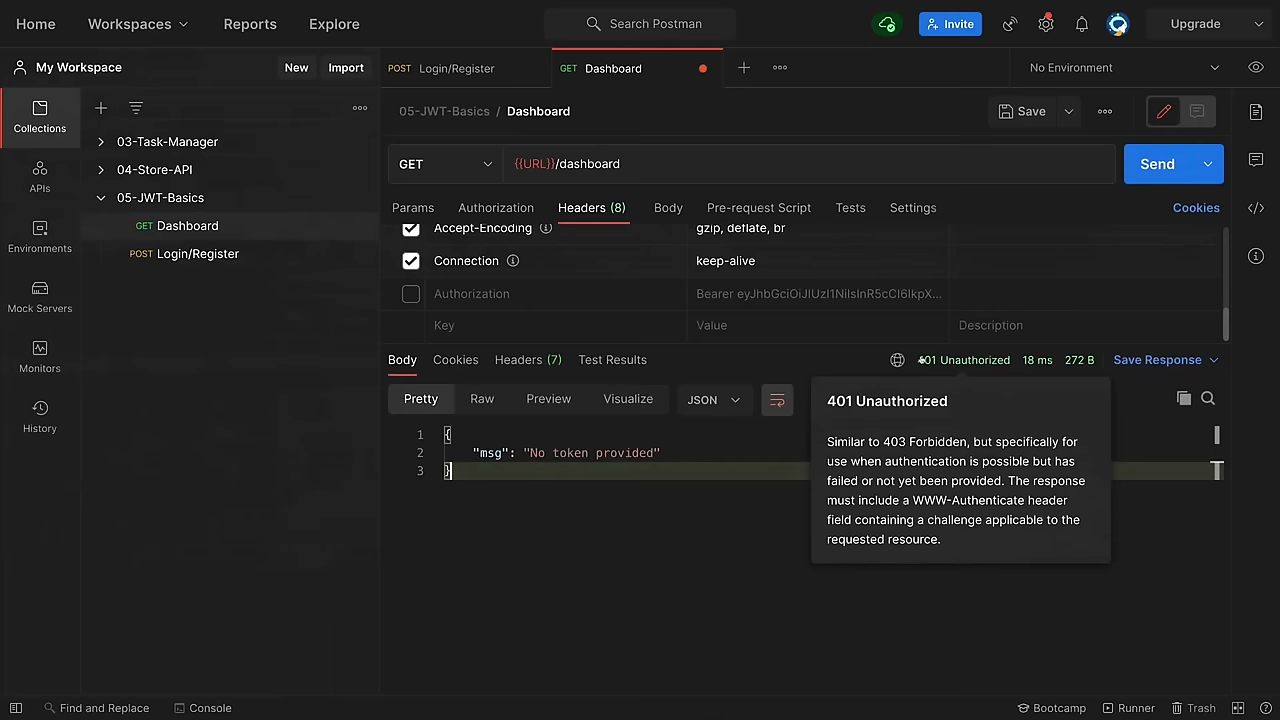 Home Workspaces Reports Explore Search Postman Invite Upgrade
My Workspace New Import
POST Login/Register GET Dashboard No Environment
Collections
APIs
Environments
Mock Servers
Monitors
History
03-Task-Manager
04-Store-API
05-JWT-Basics
GET Dashboard
POST Login/Register
05-JWT-Basics / Dashboard Save
GET {{URL}}/dashboard Send
Params Authorization Headers (8) Body Pre-request Script Tests Settings Cookies
Accept-Encoding gzip, deflate, br
Connection keep-alive
Authorization
Key Value Description
Body Cookies Headers (7) Test Results 401 Unauthorized 18 ms 272 B Save Response
Pretty Raw Preview Visualize JSON
1 {
2 "msg": "No token provided"
3 }
401 Unauthorized
Similar to 403 Forbidden, but specifically for
use when authentication is possible but has
failed or not yet been provided. The response
must include a WWW-Authenticate header
field containing a challenge applicable to the
requested resource.
Find and Replace Console Bootcamp Runner Trash